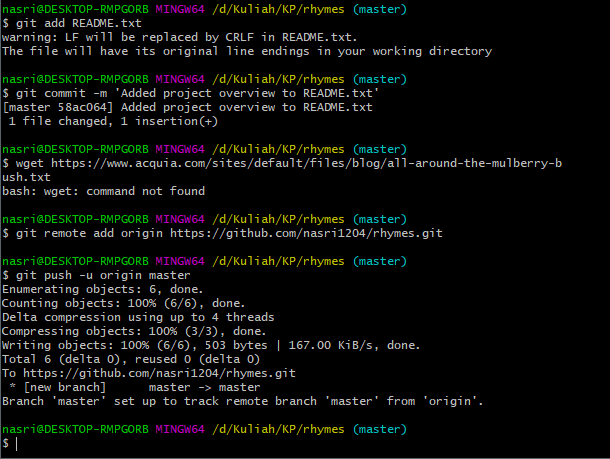 nasri@DESKTOP-RMPGORB MINGW64 /d/Kuliah/KP/rhymes (master)
$ git add README.txt
warning: LF will be replaced by CRLF in README.txt.
The file will have its original line endings in your working directory
nasri@DESKTOP-RMPGORB MINGW64 /d/Kuliah/KP/rhymes (master)
$ git commit -m 'Added project overview to README.txt'
[master 58ac064] Added project overview to README.txt
 1 file changed, 1 insertion(+)
nasri@DESKTOP-RMPGORB MINGW64 /d/Kuliah/KP/rhymes (master)
$ wget https://www.acquia.com/sites/default/files/blog/all-around-the-mulberry-b
ush.txt
bash: wget: command not found
nasri@DESKTOP-RMPGORB MINGW64 /d/Kuliah/KP/rhymes (master)
$ git remote add origin https://github.com/nasri1204/rhymes.git
nasri@DESKTOP-RMPGORB MINGW64 /d/Kuliah/KP/rhymes (master)
$ git push -u origin master
Enumerating objects: 6, done.
Counting objects: 100% (6/6), done.
Delta compression using up to 4 threads
Compressing objects: 100% (3/3), done.
Writing objects: 100% (6/6), 503 bytes | 167.00 KiB/s, done.
Total 6 (delta 0), reused 0 (delta 0)
To https://github.com/nasri1204/rhymes.git
 * [new branch]      master -> master
Branch 'master' set up to track remote branch 'master' from 'origin'.
nasri@DESKTOP-RMPGORB MINGW64 /d/Kuliah/KP/rhymes (master)
$